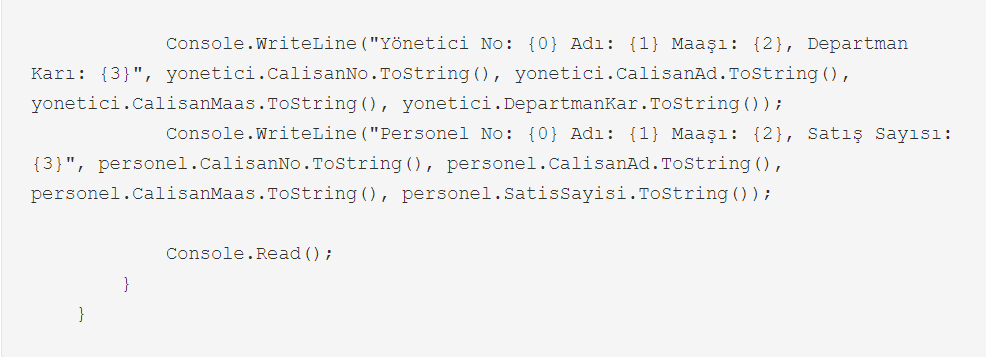 Console.WriteLine("Yönetici No: {0} Adı: {1} Maaşı: {2}, Departman
Karı: {3}", yonetici.CalisanNo.ToString(), yonetici.CalisanAd.ToString(),
yonetici.CalisanMaas.ToString(), yonetici.DepartmanKar.ToString());
Console.WriteLine("Personel No: {0} Adı: {1} Maaşı: {2}, Satış Sayısı:
{3}", personel.CalisanNo.ToString(), personel.CalisanAd.ToString(),
personel.CalisanMaas.ToString(), personel.SatisSayisi.ToString());
Console.Read();
}
}